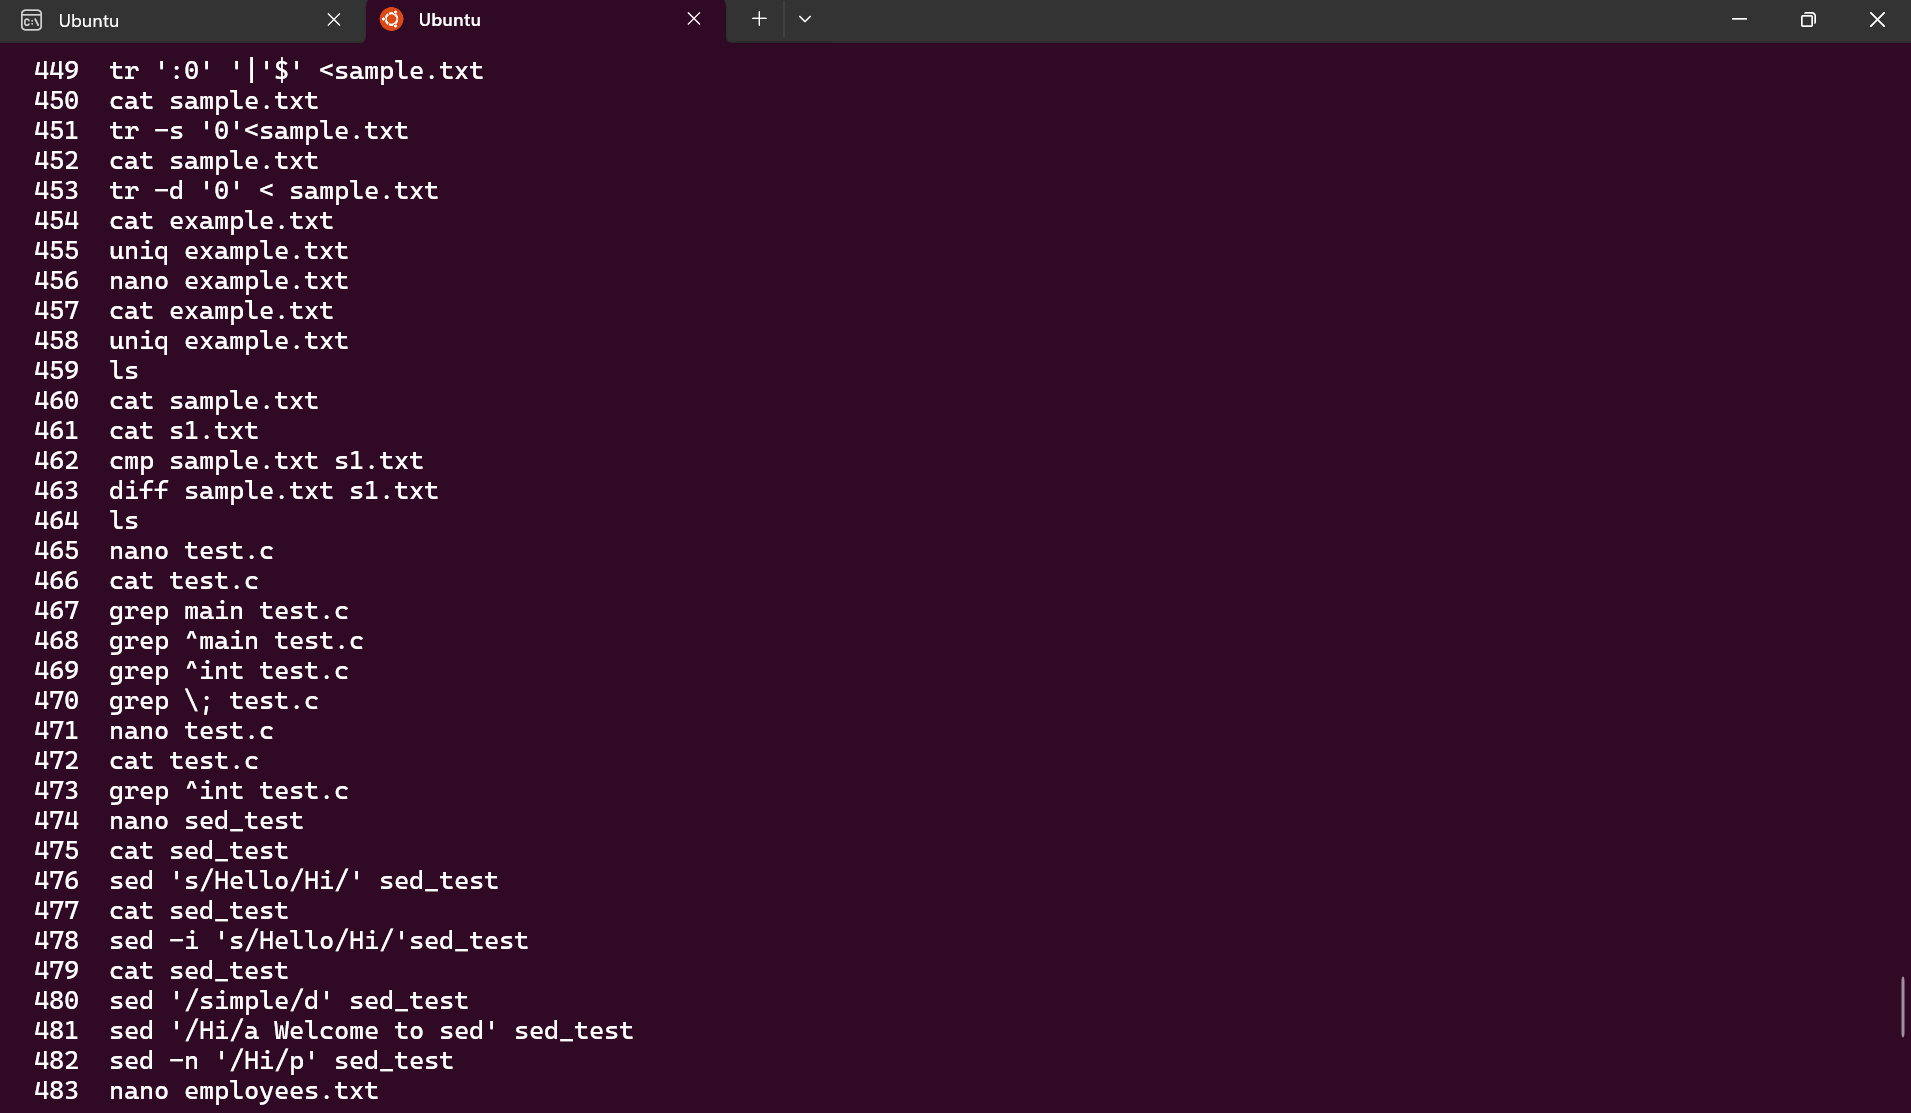 Ubuntu
Ubuntu
449 tr ':0' '|'$' <sample.txt
450 cat sample.txt
451 tr -s '0'<sample.txt
452 cat sample.txt
453 tr -d '0' < sample.txt
454 cat example.txt
455 uniq example.txt
456 nano example.txt
457 cat example.txt
458 uniq example.txt
459 ls
460 cat sample.txt
461 cat s1.txt
462 cmp sample.txt s1.txt
463 diff sample.txt s1.txt
464 ls
465 nano test.c
466 cat test.c
467 grep main test.c
468 grep ^main test.c
469 grep ^int test.c
470 grep \; test.c
471 nano test.c
472 cat test.c
473 grep ^int test.c
474 nano sed_test
475 cat sed_test
476 sed 's/Hello/Hi/' sed_test
477 cat sed_test
478 sed -i 's/Hello/Hi/'sed_test
479 cat sed_test
480 sed '/simple/d' sed_test
481 sed '/Hi/a Welcome to sed' sed_test
482 sed -n '/Hi/p' sed_test
483 nano employees.txt